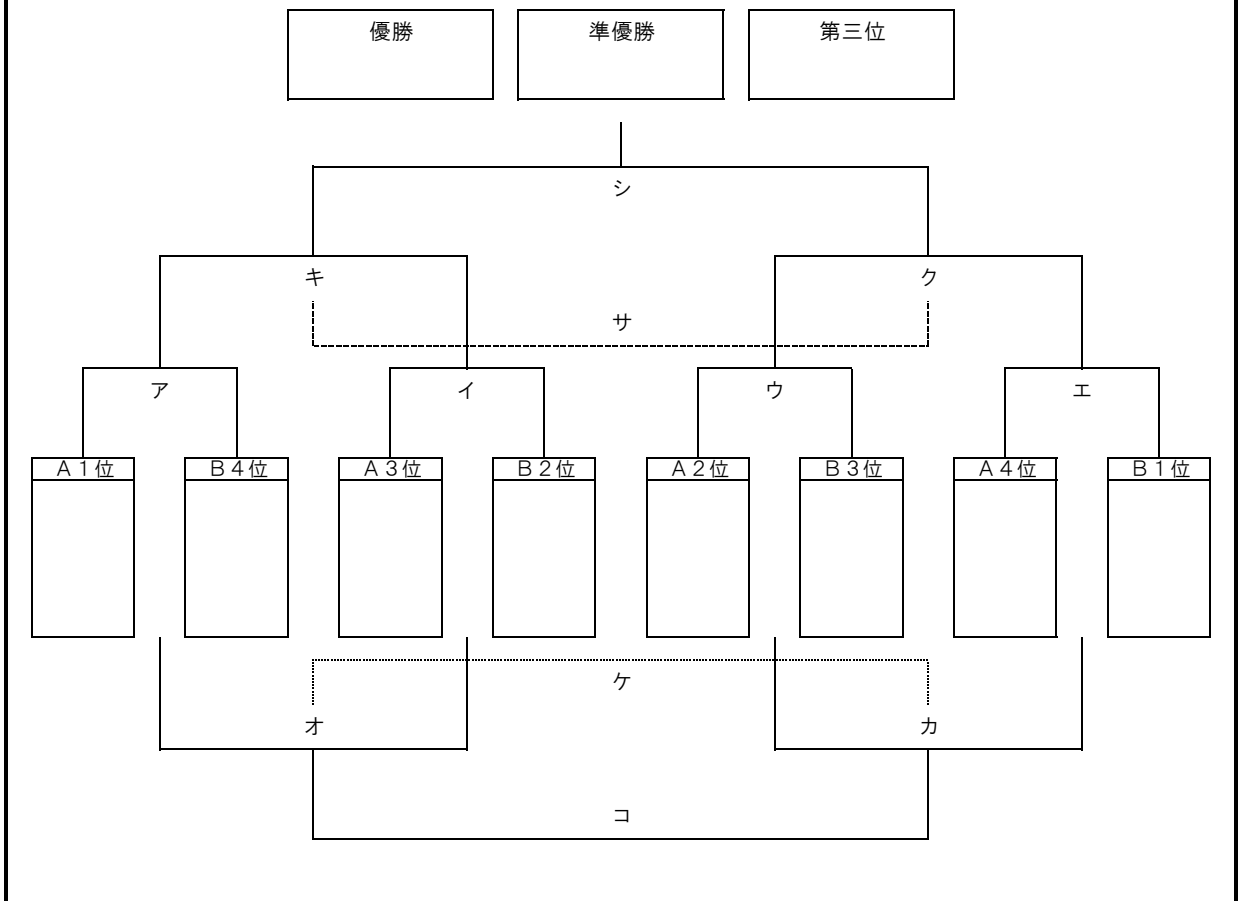 優勝 準優勝 第三位
シ
キ ク
サ
ア イ ウ エ
Ａ１位 Ｂ４位 Ａ３位 Ｂ２位 Ａ２位 Ｂ３位 Ａ４位 Ｂ１位
ケ
オ カ
コ